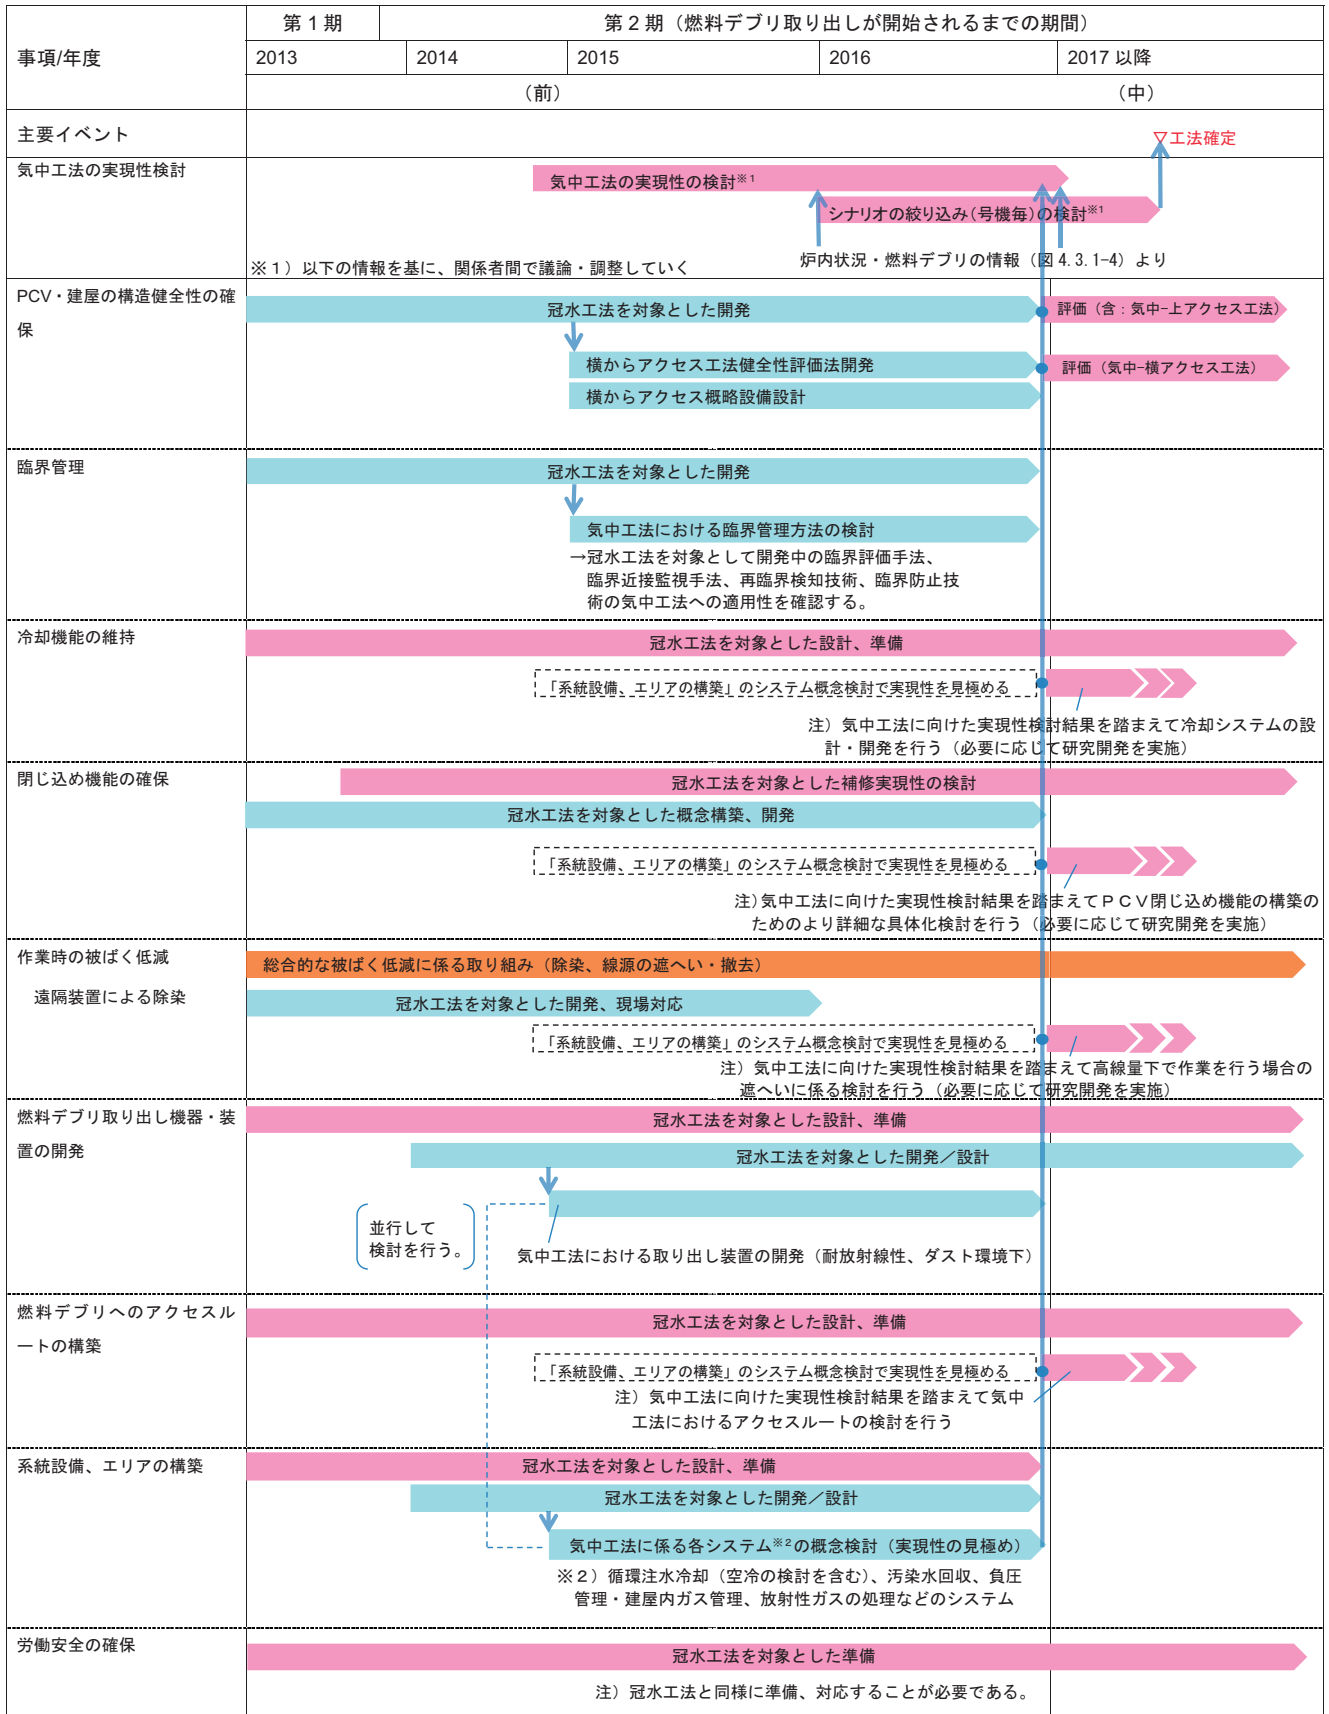 事項/年度
第1期
第2期（燃料デブリ取り出しが開始されるまでの期間）
2013
2014
2015
2016
2017 以降
（前）
（中）
主要イベント
▽工法確定
気中工法の実現性検討
気中工法の実現性の検討※1
シナリオの絞り込み（号機毎）の検討※1
炉内状況・燃料デブリの情報（図 4.3.1-4）より
※1）以下の情報を基に、関係者間で議論・調整していく
PCV・建屋の構造健全性の確
保
冠水工法を対象とした開発
評価（含：気中-上アクセス工法）
横からアクセス工法健全性評価法開発
評価（気中-横アクセス工法）
横からアクセス概略設備設計
臨界管理
冠水工法を対象とした開発
気中工法における臨界管理方法の検討
→冠水工法を対象として開発中の臨界評価手法、
臨界近接監視手法、再臨界検知技術、臨界防止技
術の気中工法への適用性を確認する。
冷却機能の維持
冠水工法を対象とした設計、準備
「系統設備、エリアの構築」のシステム概念検討で実現性を見極める
注）気中工法に向けた実現性検討結果を踏まえて冷却システムの設
計・開発を行う（必要に応じて研究開発を実施）
閉じ込め機能の確保
冠水工法を対象とした補修実現性の検討
冠水工法を対象とした概念構築、開発
「系統設備、エリアの構築」のシステム概念検討で実現性を見極める
注）気中工法に向けた実現性検討結果を踏まえてＰＣＶ閉じ込め機能の構築の
ためのより詳細な具体化検討を行う（必要に応じて研究開発を実施）
作業時の被ばく低減
遠隔装置による除染
総合的な被ばく低減に係る取り組み（除染、線源の遮へい・撤去）
冠水工法を対象とした開発、現場対応
「系統設備、エリアの構築」のシステム概念検討で実現性を見極める
注）気中工法に向けた実現性検討結果を踏まえて高線量下で作業を行う場合の
遮へいに係る検討を行う（必要に応じて研究開発を実施）
燃料デブリ取り出し機器・装
置の開発
冠水工法を対象とした設計、準備
冠水工法を対象とした開発／設計
並行して
検討を行う。
気中工法における取り出し装置の開発（耐放射線性、ダスト環境下）
燃料デブリへのアクセスル
ートの構築
冠水工法を対象とした設計、準備
「系統設備、エリアの構築」のシステム概念検討で実現性を見極める
注）気中工法に向けた実現性検討結果を踏まえて気中
工法におけるアクセスルートの検討を行う
系統設備、エリアの構築
冠水工法を対象とした設計、準備
冠水工法を対象とした開発／設計
気中工法に係る各システム※2の概念検討（実現性の見極め）
※2）循環注水冷却（空冷の検討を含む）、汚染水回収、負圧
管理・建屋内ガス管理、放射性ガスの処理などのシステム
労働安全の確保
冠水工法を対象とした準備
注）冠水工法と同様に準備、対応することが必要である。